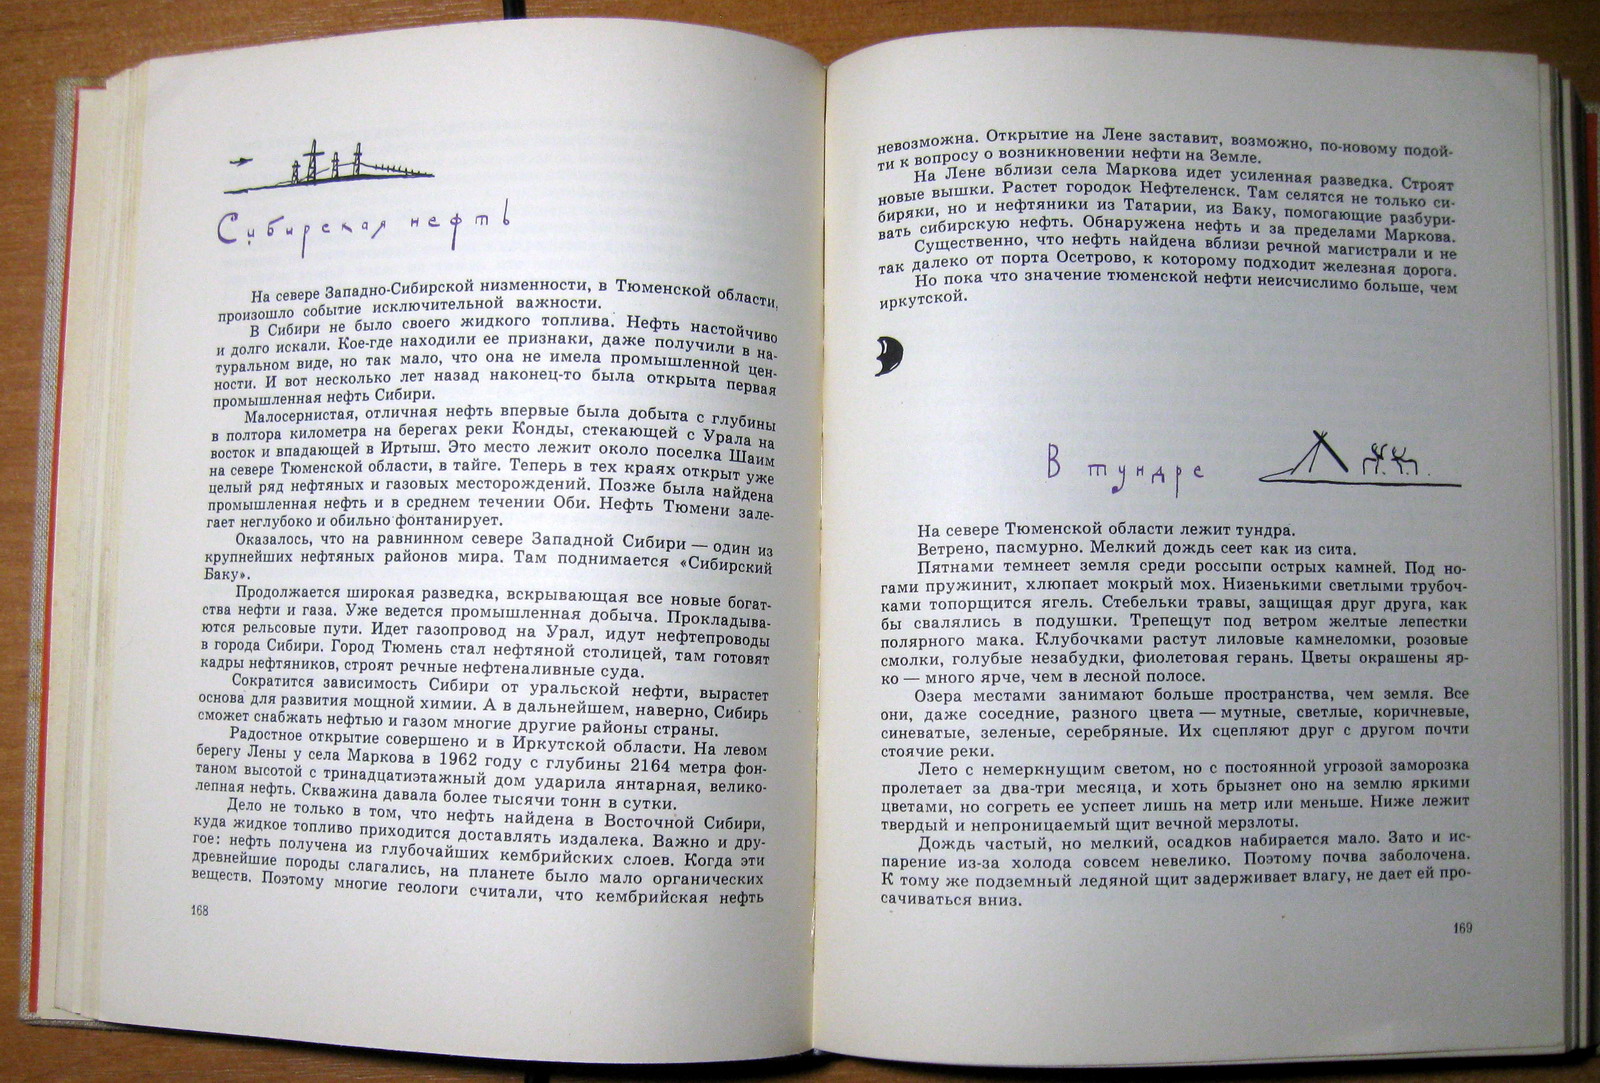 Сибирская нефть
На севере Западно-Сибирской низменности, в Тюменской области,
произошло событие исключительной важности.
В Сибири не было своего жидкого топлива. Нефть настойчиво
и долго искали. Кое-где находили ее признаки, даже получили в на-
туральном виде, но так мало, что она не имела промышленной цен-
ности. И вот несколько лет назад наконец-то была открыта первая
промышленная нефть Сибири.
Малосернистая, отличная нефть впервые была добыта с глубины
в полтора километра на берегах реки Конды, стекающей с Урала на
восток и впадающей в Иртыш. Это место лежит около поселка Шаим
на севере Тюменской области, в тайге. Теперь в тех краях открыт уже
целый ряд нефтяных и газовых месторождений. Позже была найдена
промышленная нефть и в среднем течении Оби. Нефть Тюмени зале-
гает неглубоко и обильно фонтанирует.
Оказалось, что на равнинном севере Западной Сибири — один из
крупнейших нефтяных районов мира. Там поднимается «Сибирский
Баку».
Продолжается широкая разведка, вскрывающая все новые богат-
ства нефти и газа. Уже ведется промышленная добыча. Прокладыва-
ются рельсовые пути. Идет газопровод на Урал, идут нефтепроводы
в города Сибири. Город Тюмень стал нефтяной столицей, там готовят
кадры нефтяников, строят речные нефтеналивные суда.
Сократится зависимость Сибири от уральской нефти, вырастет
основа для развития мощной химии. А в дальнейшем, наверно, Сибирь
сможет снабжать нефтью и газом многие другие районы страны.
Радостное открытие совершено и в Иркутской области. На левом
берегу Лены у села Маркова в 1962 году с глубины 2164 метра фон-
таном высотой с тринадцатиэтажный дом ударила янтарная, велико-
лепная нефть. Скважина давала более тысячи тонн в сутки.
Дело не только в том, что нефть найдена в Восточной Сибири,
куда жидкое топливо приходится доставлять издалека. Важно и дру-
гое: нефть получена из глубочайших кембрийских слоев. Когда эти
древнейшие породы слагались, на планете было мало органических
веществ. Поэтому многие геологи считали, что кембрийская нефть
168
невозможна. Открытие на Лене заставит, возможно, по-новому подой-
ти к вопросу о возникновении нефти на Земле.
На Лене вблизи села Маркова идет усиленная разведка. Строят
новые вышки. Растет городок Нефтеленск. Там селятся не только си-
биряки, но и нефтяники из Татарии, из Баку, помогающие разбури-
вать сибирскую нефть. Обнаружена нефть и за пределами Маркова.
Существенно, что нефть найдена вблизи речной магистрали и не
так далеко от порта Осетрово, к которому подходит железная дорога.
Но пока что значение тюменской нефти неисчислимо больше, чем
иркутской.
В тундре
На севере Тюменской области лежит тундра.
Ветрено, пасмурно. Мелкий дождь сеет как из сита.
Пятнами темнеет земля среди россыпи острых камней. Под но-
гами пружинит, хлюпает мокрый мох. Низенькими светлыми трубоч-
ками топорщится ягель. Стебельки травы, защищая друг друга, как
бы свалялись в подушки. Трепещут под ветром желтые лепестки
полярного мака. Клубочками растут лиловые камнеломки, розовые
смолки, голубые незабудки, фиолетовая герань. Цветы окрашены яр-
ко — много ярче, чем в лесной полосе.
Озера местами занимают больше пространства, чем земля. Все
они, даже соседние, разного цвета — мутные, светлые, коричневые,
синеватые, зеленые, серебряные. Их сцепляют друг с другом почти
стоячие реки.
Лето с немеркнущим светом, но с постоянной угрозой заморозка
пролетает за два-три месяца, и хоть брызнет оно на землю яркими
цветами, но согреть ее успеет лишь на метр или меньше. Ниже лежит
твердый и непроницаемый щит вечной мерзлоты.
Дождь частый, но мелкий, осадков набирается мало. Зато и ис-
парение из-за холода совсем невелико. Поэтому почва заболочена.
К тому же подземный ледяной щит задерживает влагу, не дает ей про-
сачиваться вниз.
169